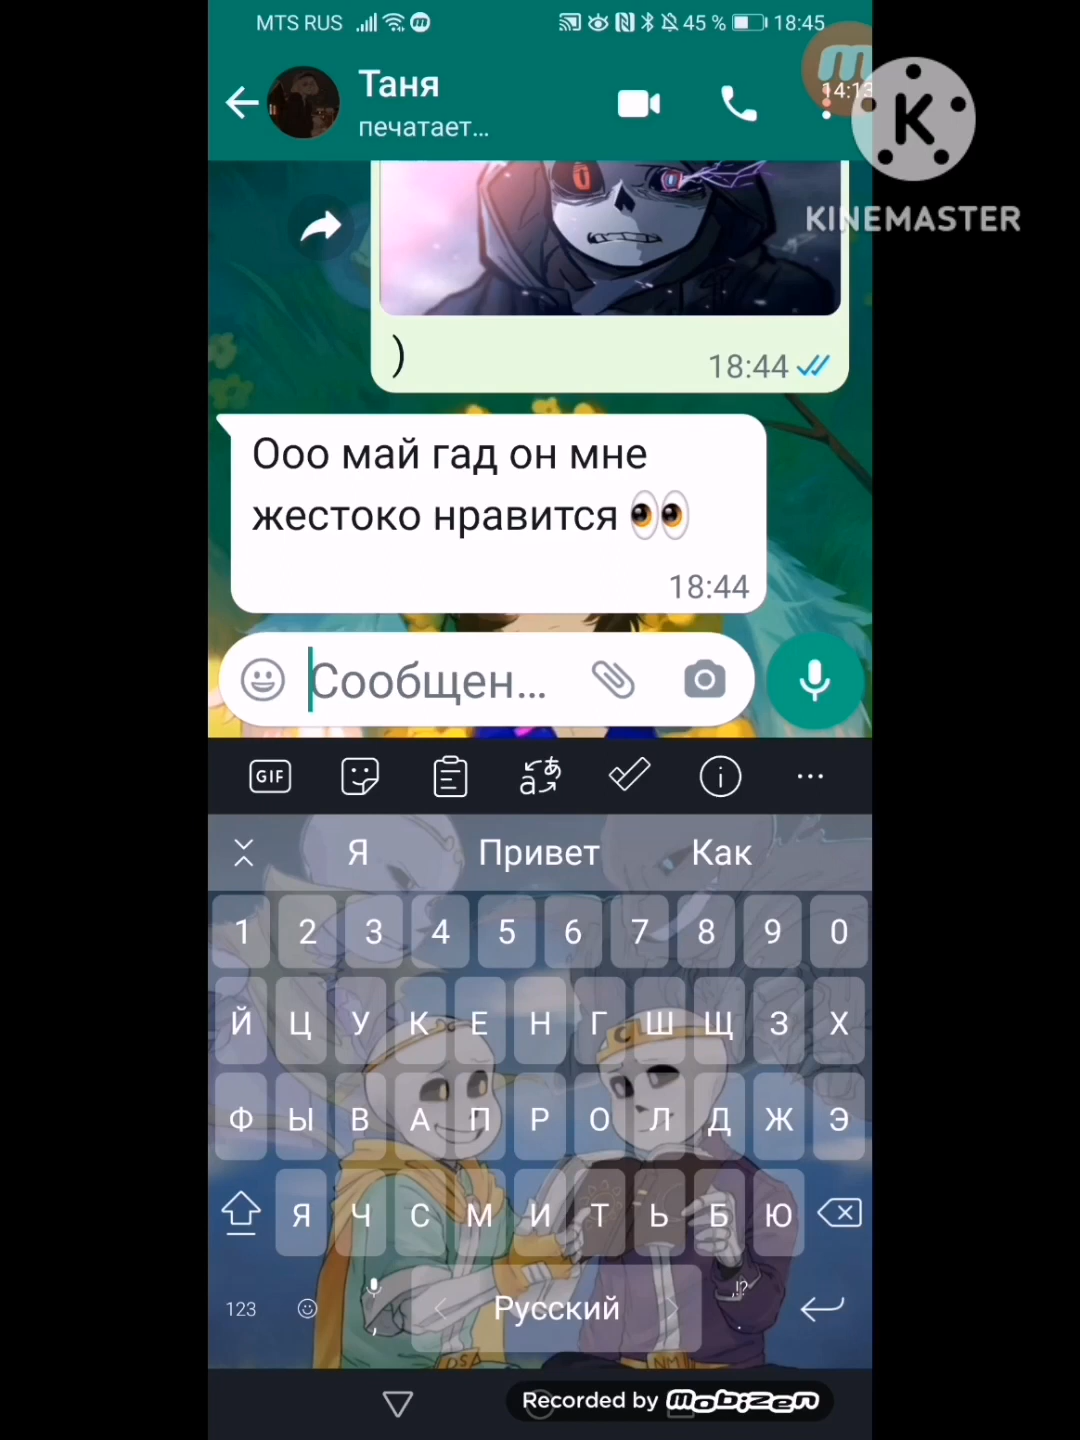 MTS RUS 45 % 18:45
Таня
печатает...
14:13
K
KINEMASTER
)
18:44
Ооо май гад он мне
жестоко нравится 👀
18:44
Сообщен...
GIF
Я Привет Как
1 2 3 4 5 6 7 8 9 0
Й Ц У К Е Н Г Ш Щ З Х
Ф Ы В А П Р О Л Д Ж Э
Я Ч С М И Т Ь Б Ю
123 , Русский ,!? .
Recorded by mobizen